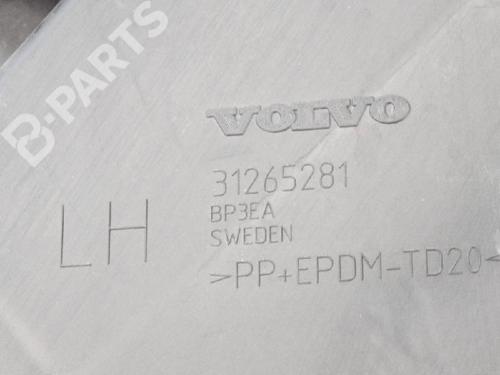 B-PARTS
VOLVO
31265281
BP3EA
LH
SWEDEN
>PP+EPDM-TD20<